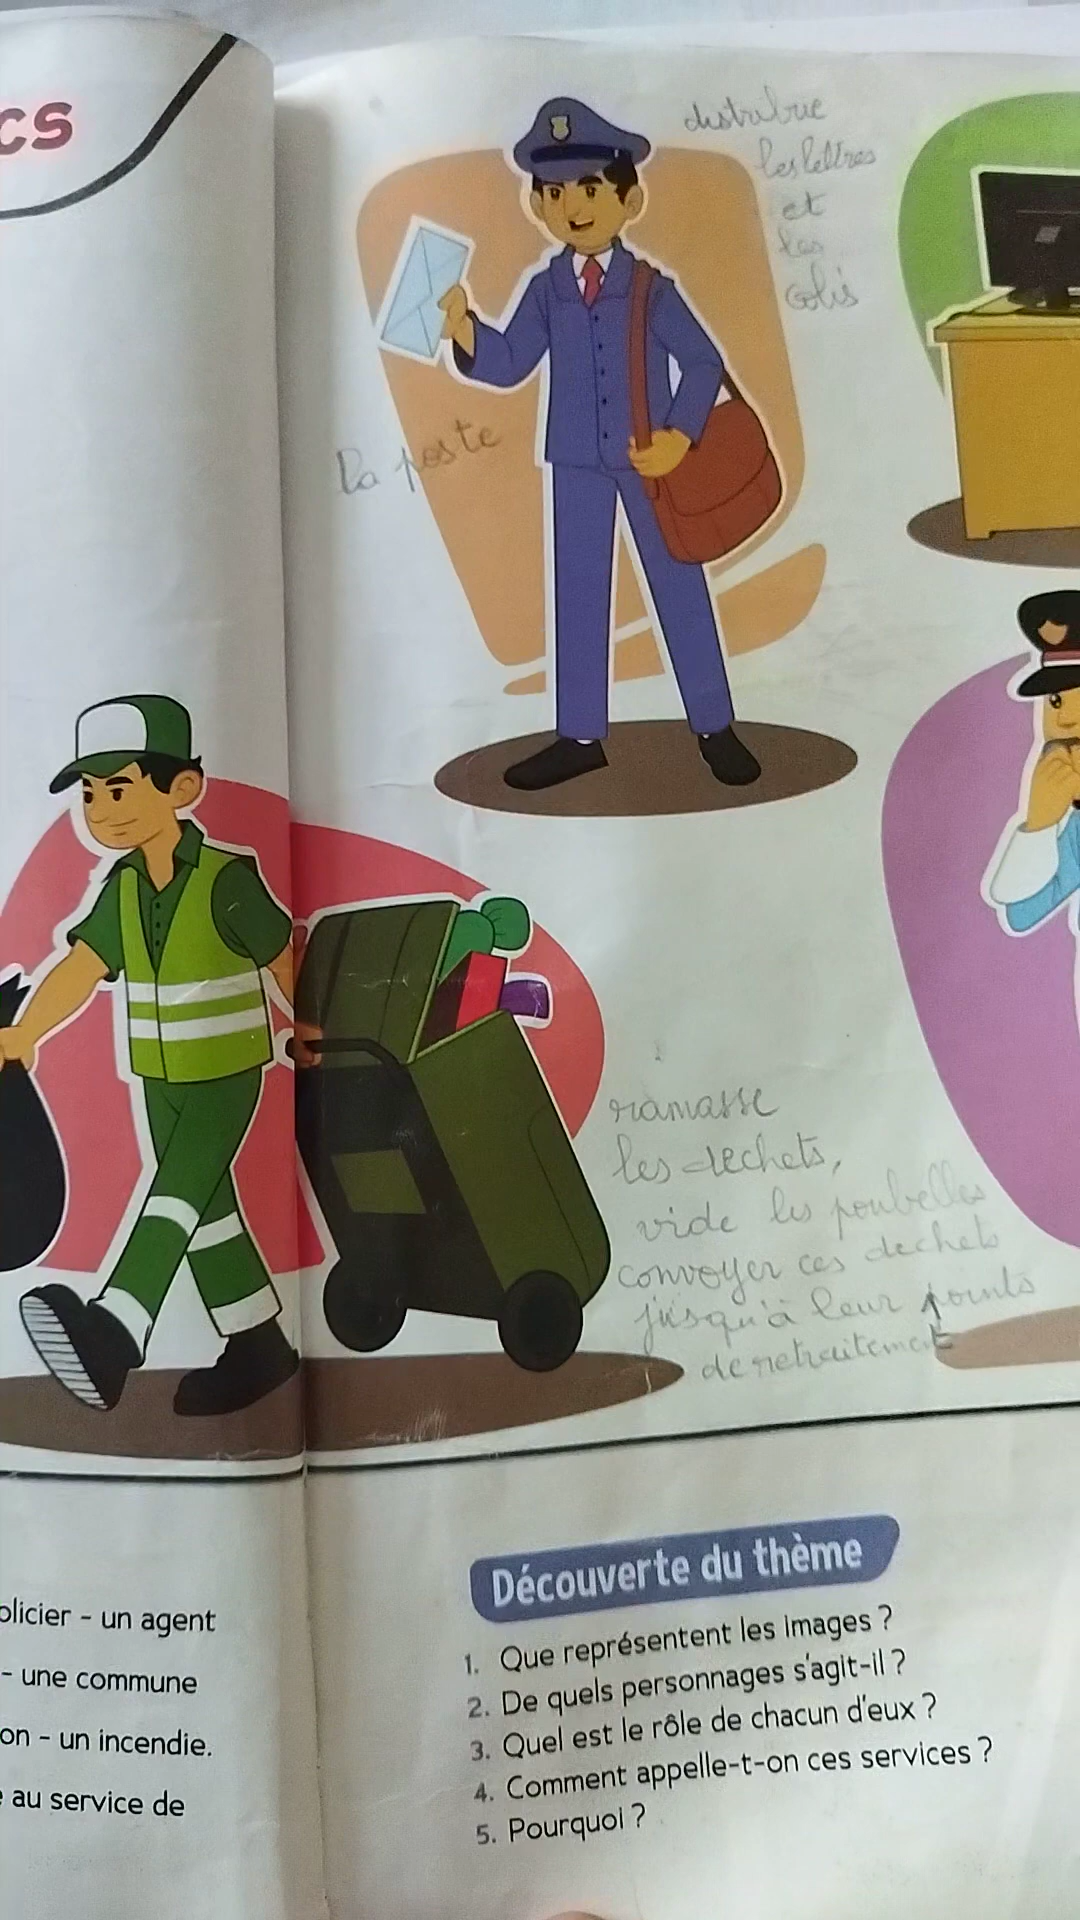 cs
distribue
les lettres
et
les
colis
la poste
ramasse
les dechets,
vide les poubelles
convoyer ces dechets
jusqu'à leur points
de retraitement
olicier - un agent
- une commune
on - un incendie.
au service de
Découverte du thème
1. Que représentent les images ?
2. De quels personnages s'agit-il ?
3. Quel est le rôle de chacun d'eux ?
4. Comment appelle-t-on ces services ?
5. Pourquoi ?